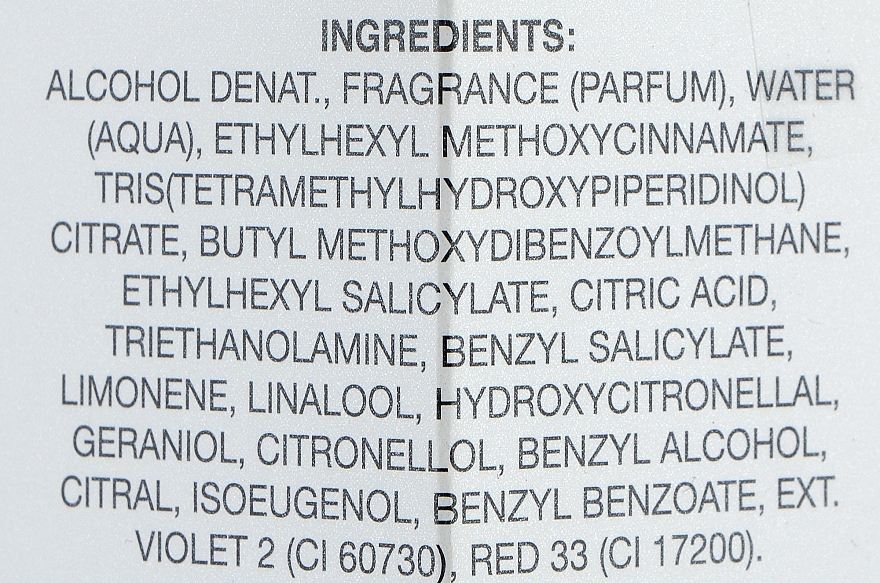 INGREDIENTS:
ALCOHOL DENAT., FRAGRANCE (PARFUM), WATER
(AQUA), ETHYLHEXYL METHOXYCINNAMATE,
TRIS(TETRAMETHYLHYDROXYPIPERIDINOL)
CITRATE, BUTYL METHOXYDIBENZOYLMETHANE,
ETHYLHEXYL SALICYLATE, CITRIC ACID,
TRIETHANOLAMINE, BENZYL SALICYLATE,
LIMONENE, LINALOOL, HYDROXYCITRONELLAL,
GERANIOL, CITRONELLOL, BENZYL ALCOHOL,
CITRAL, ISOEUGENOL, BENZYL BENZOATE, EXT.
VIOLET 2 (CI 60730), RED 33 (CI 17200).